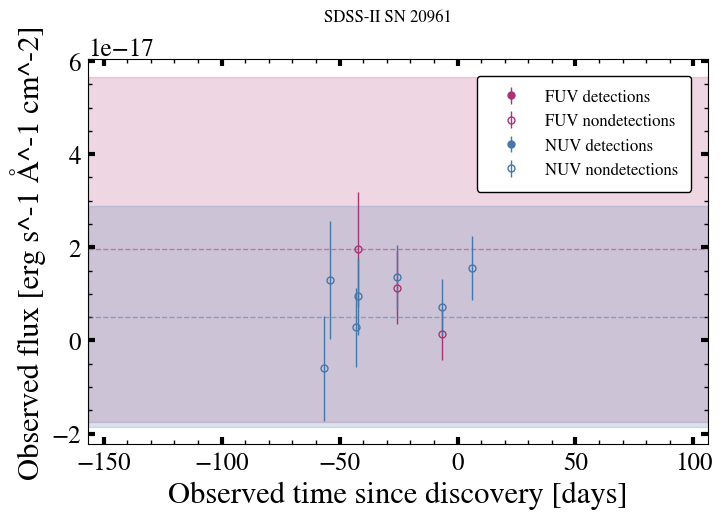 SDSS-II SN 20961
1e−17
Observed flux [erg s^-1 Å^-1 cm^-2]
6
4
2
0
−2
FUV detections
FUV nondetections
NUV detections
NUV nondetections
−150 −100 −50 0 50 100
Observed time since discovery [days]